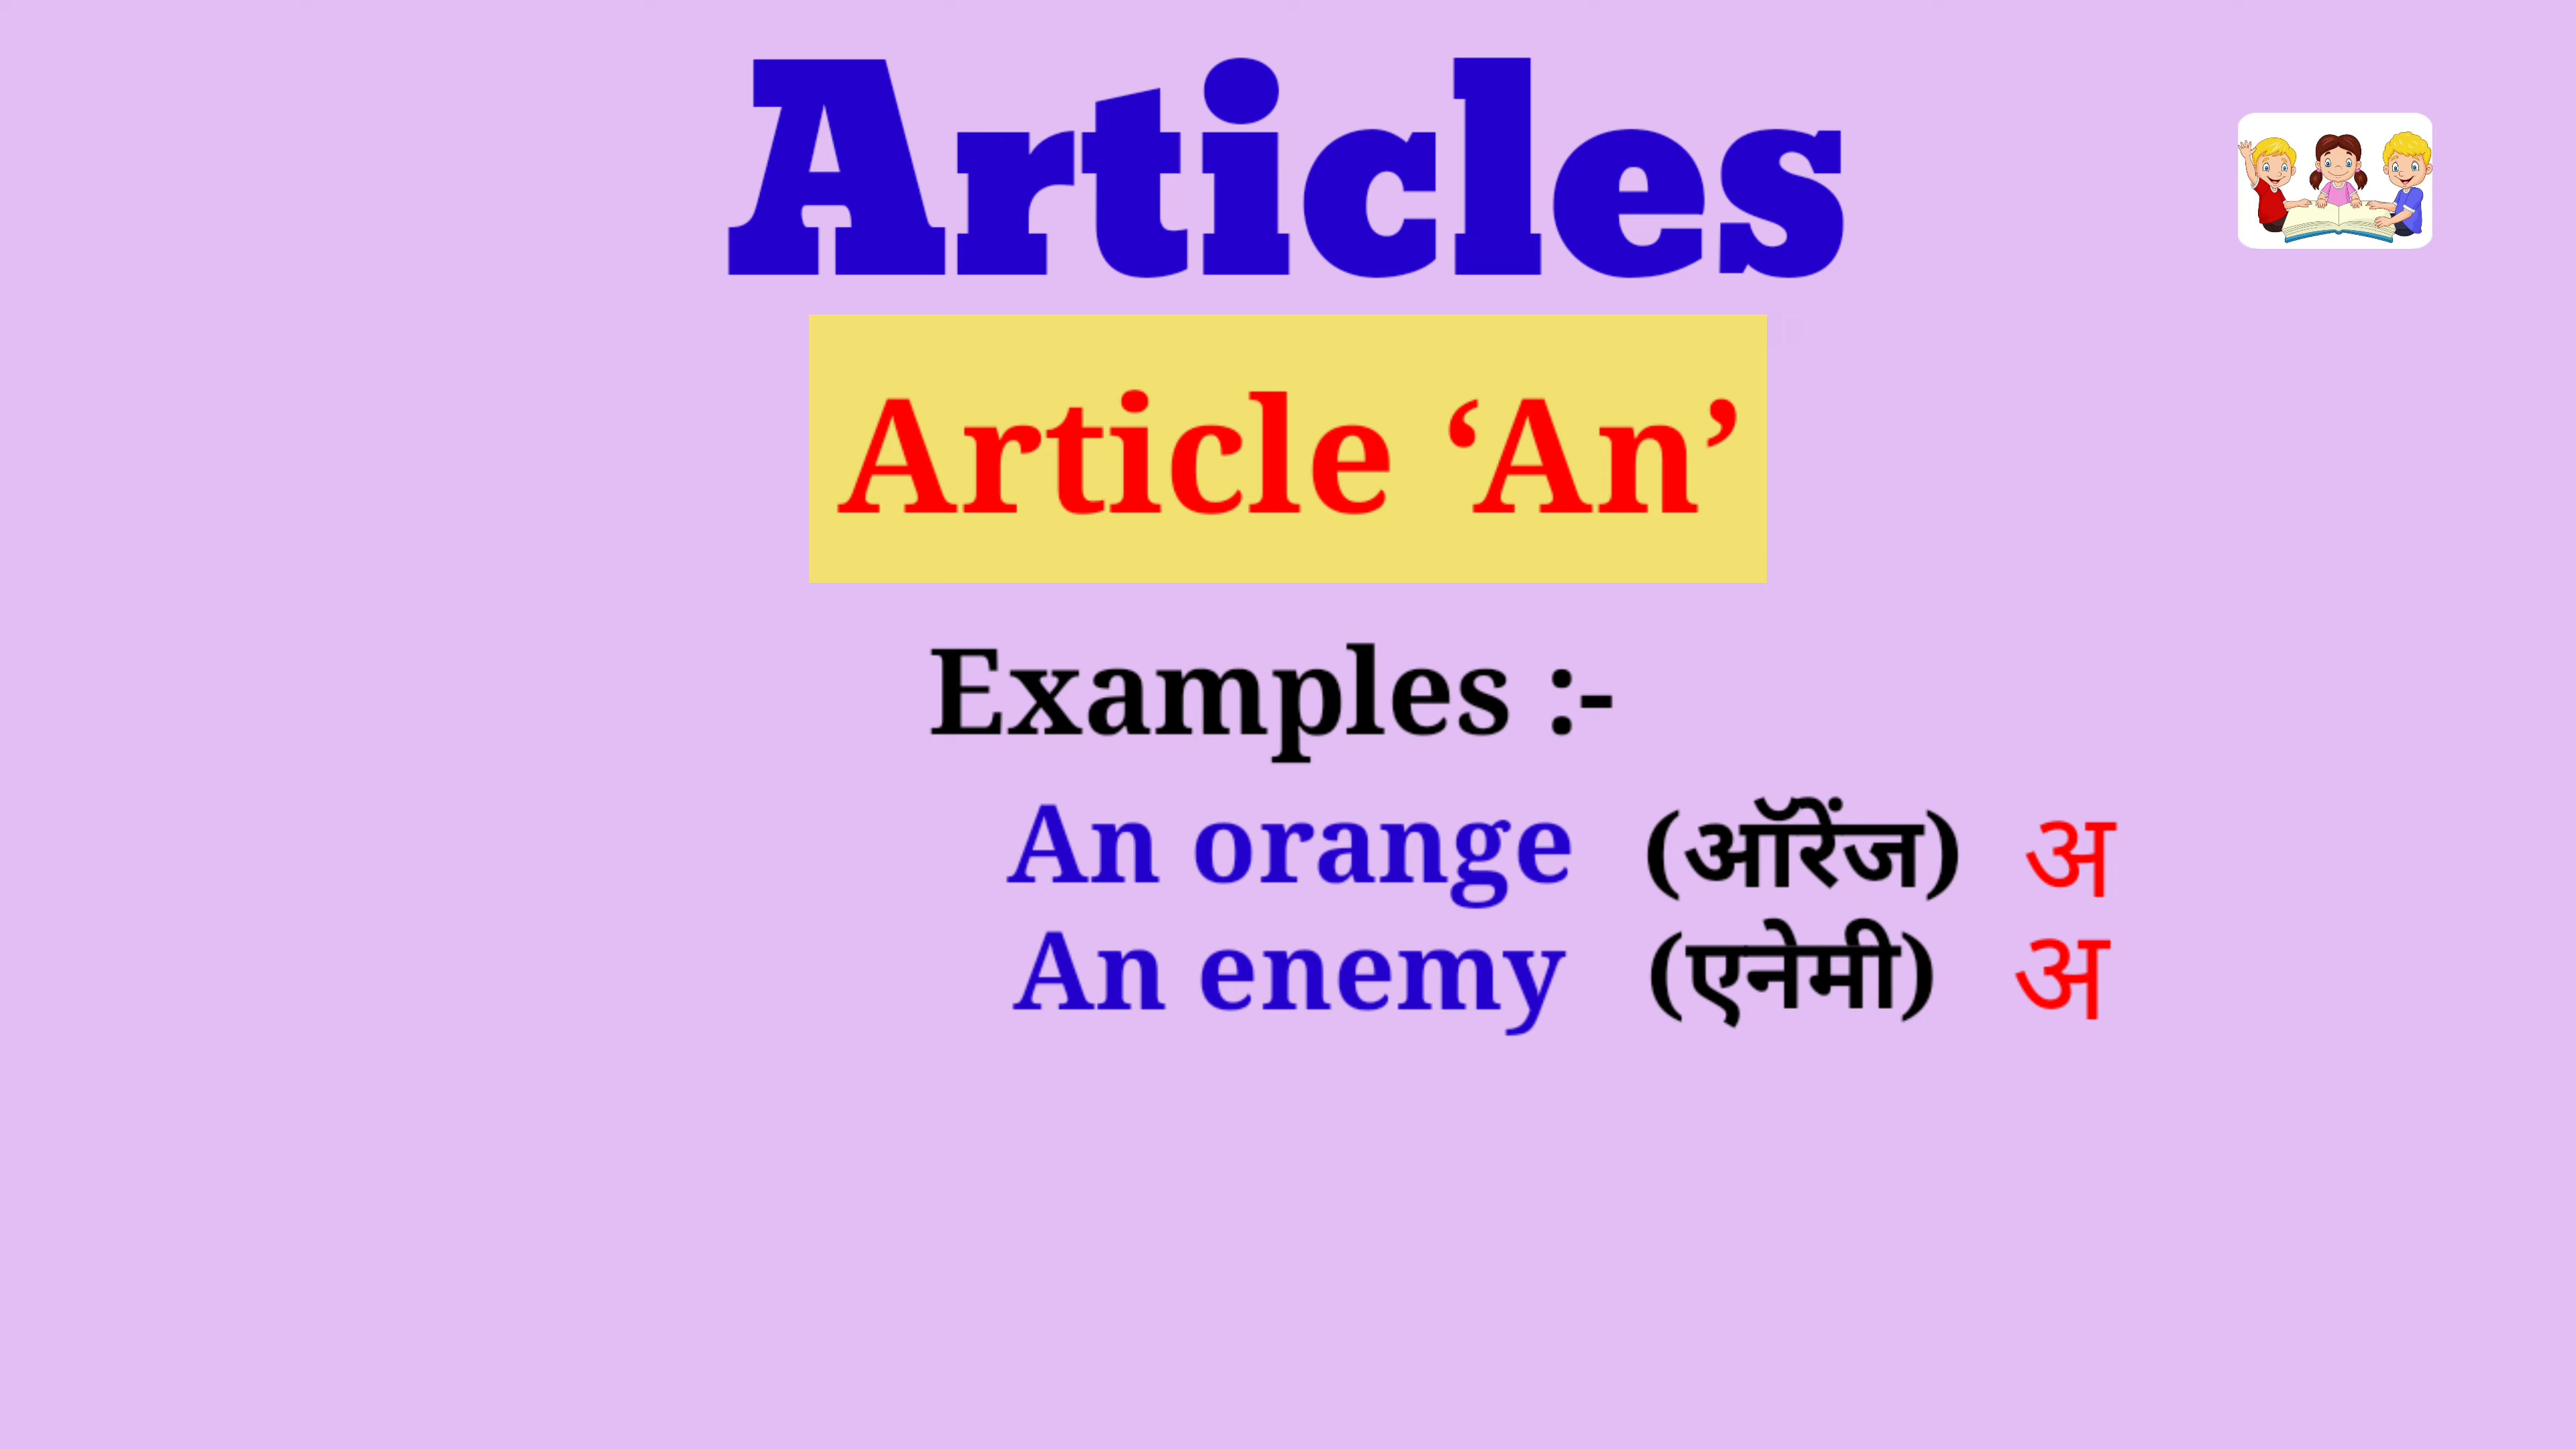 Articles
Article ‘An’
Examples :-
An orange (ऑरेंज) अ
An enemy (एनेमी) अ